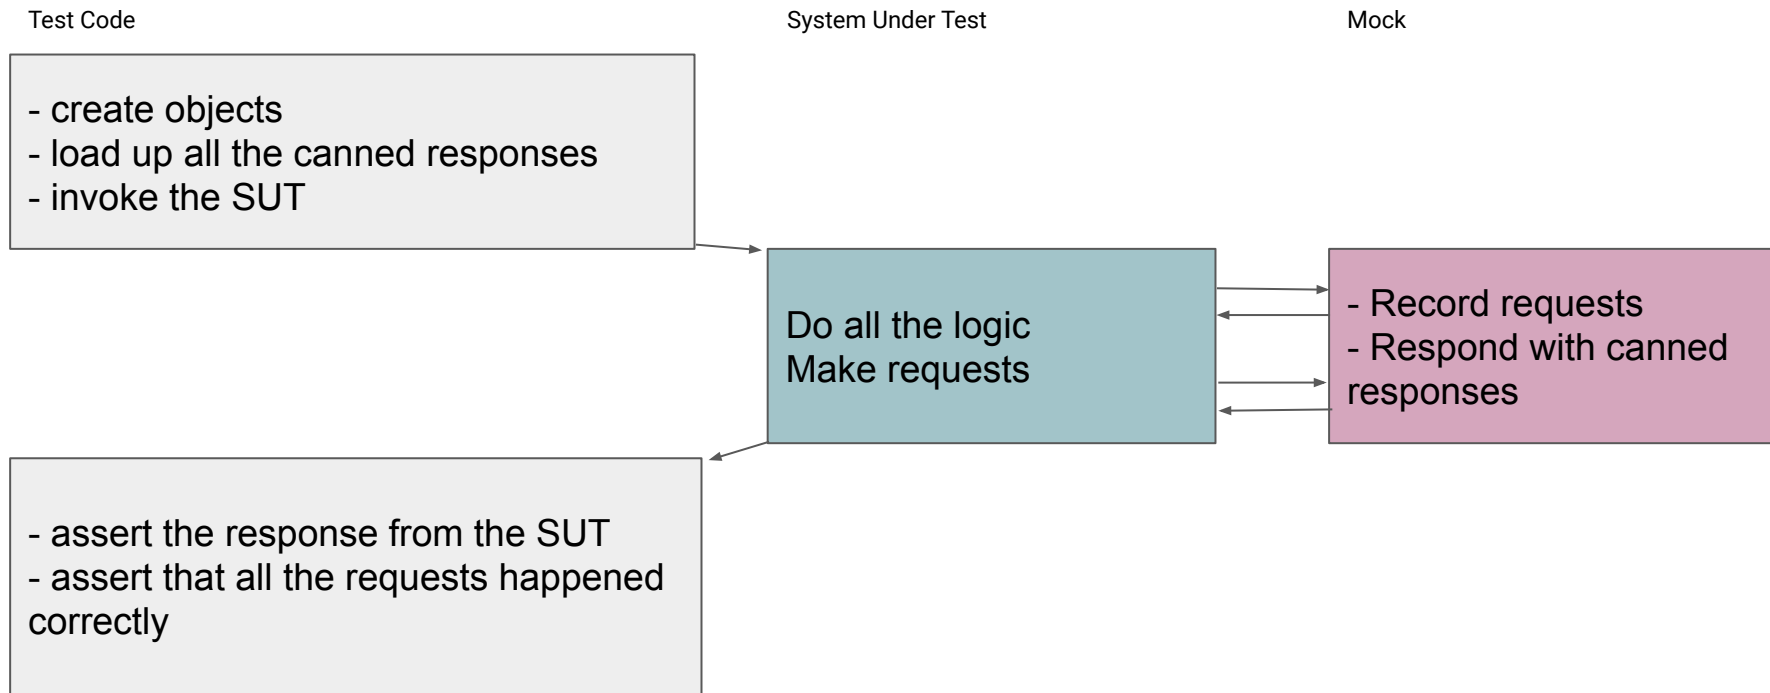 Test Code
System Under Test
Mock
- create objects
- load up all the canned responses
- invoke the SUT
Do all the logic
Make requests
- Record requests
- Respond with canned
responses
- assert the response from the SUT
- assert that all the requests happened
correctly